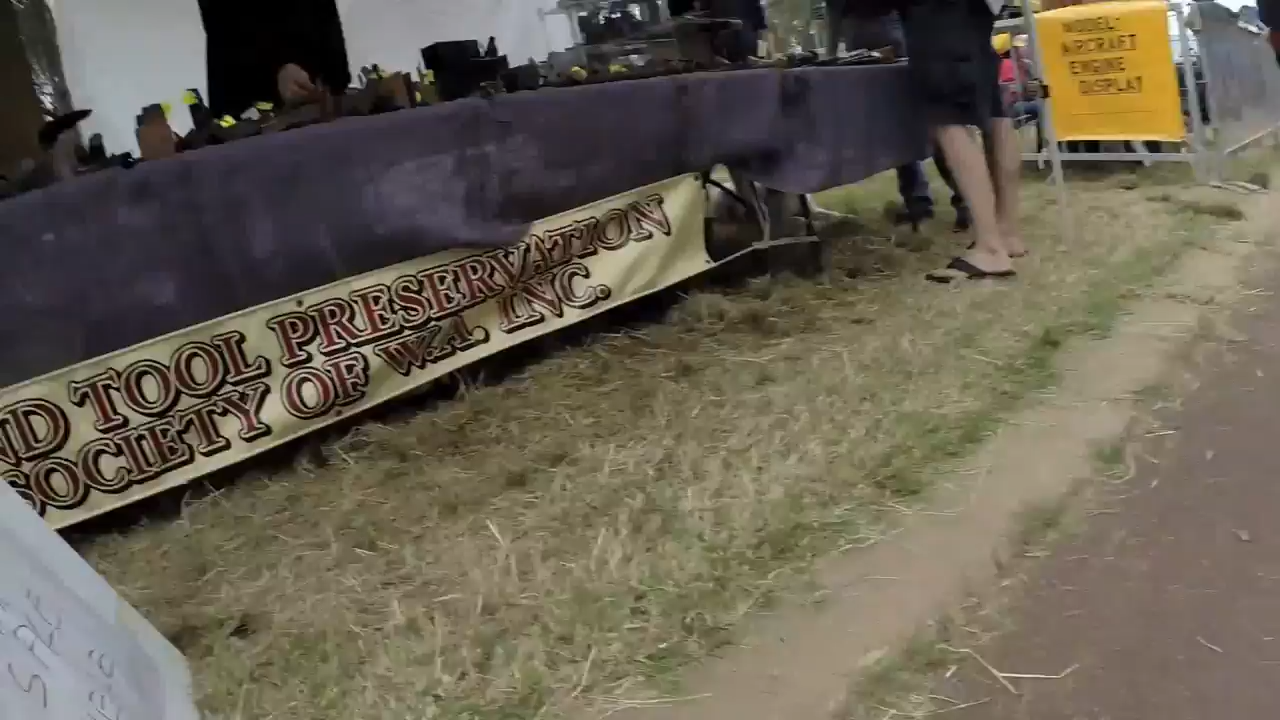 ND TOOL PRESERVATION
SOCIETY OF W.A. INC.
MODEL
AIRCRAFT
ENGINE
DISPLAY